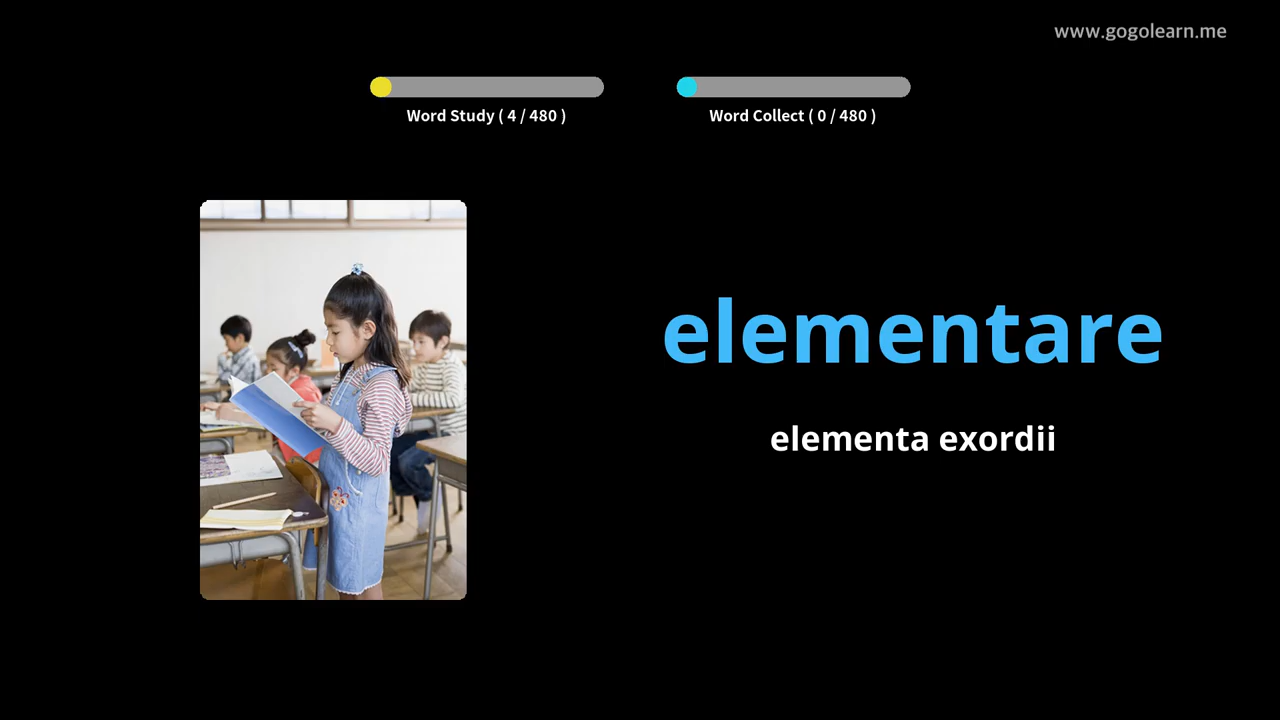 www.gogolearn.me
Word Study ( 4 / 480 )
Word Collect ( 0 / 480 )
elementare
elementa exordii